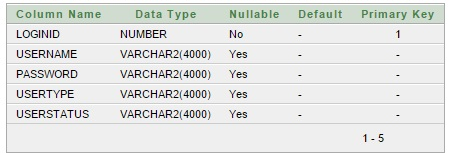 Column Name Data Type Nullable Default Primary Key
LOGINID NUMBER No - 1
USERNAME VARCHAR2(4000) Yes - -
PASSWORD VARCHAR2(4000) Yes - -
USERTYPE VARCHAR2(4000) Yes - -
USERSTATUS VARCHAR2(4000) Yes - -
1 - 5